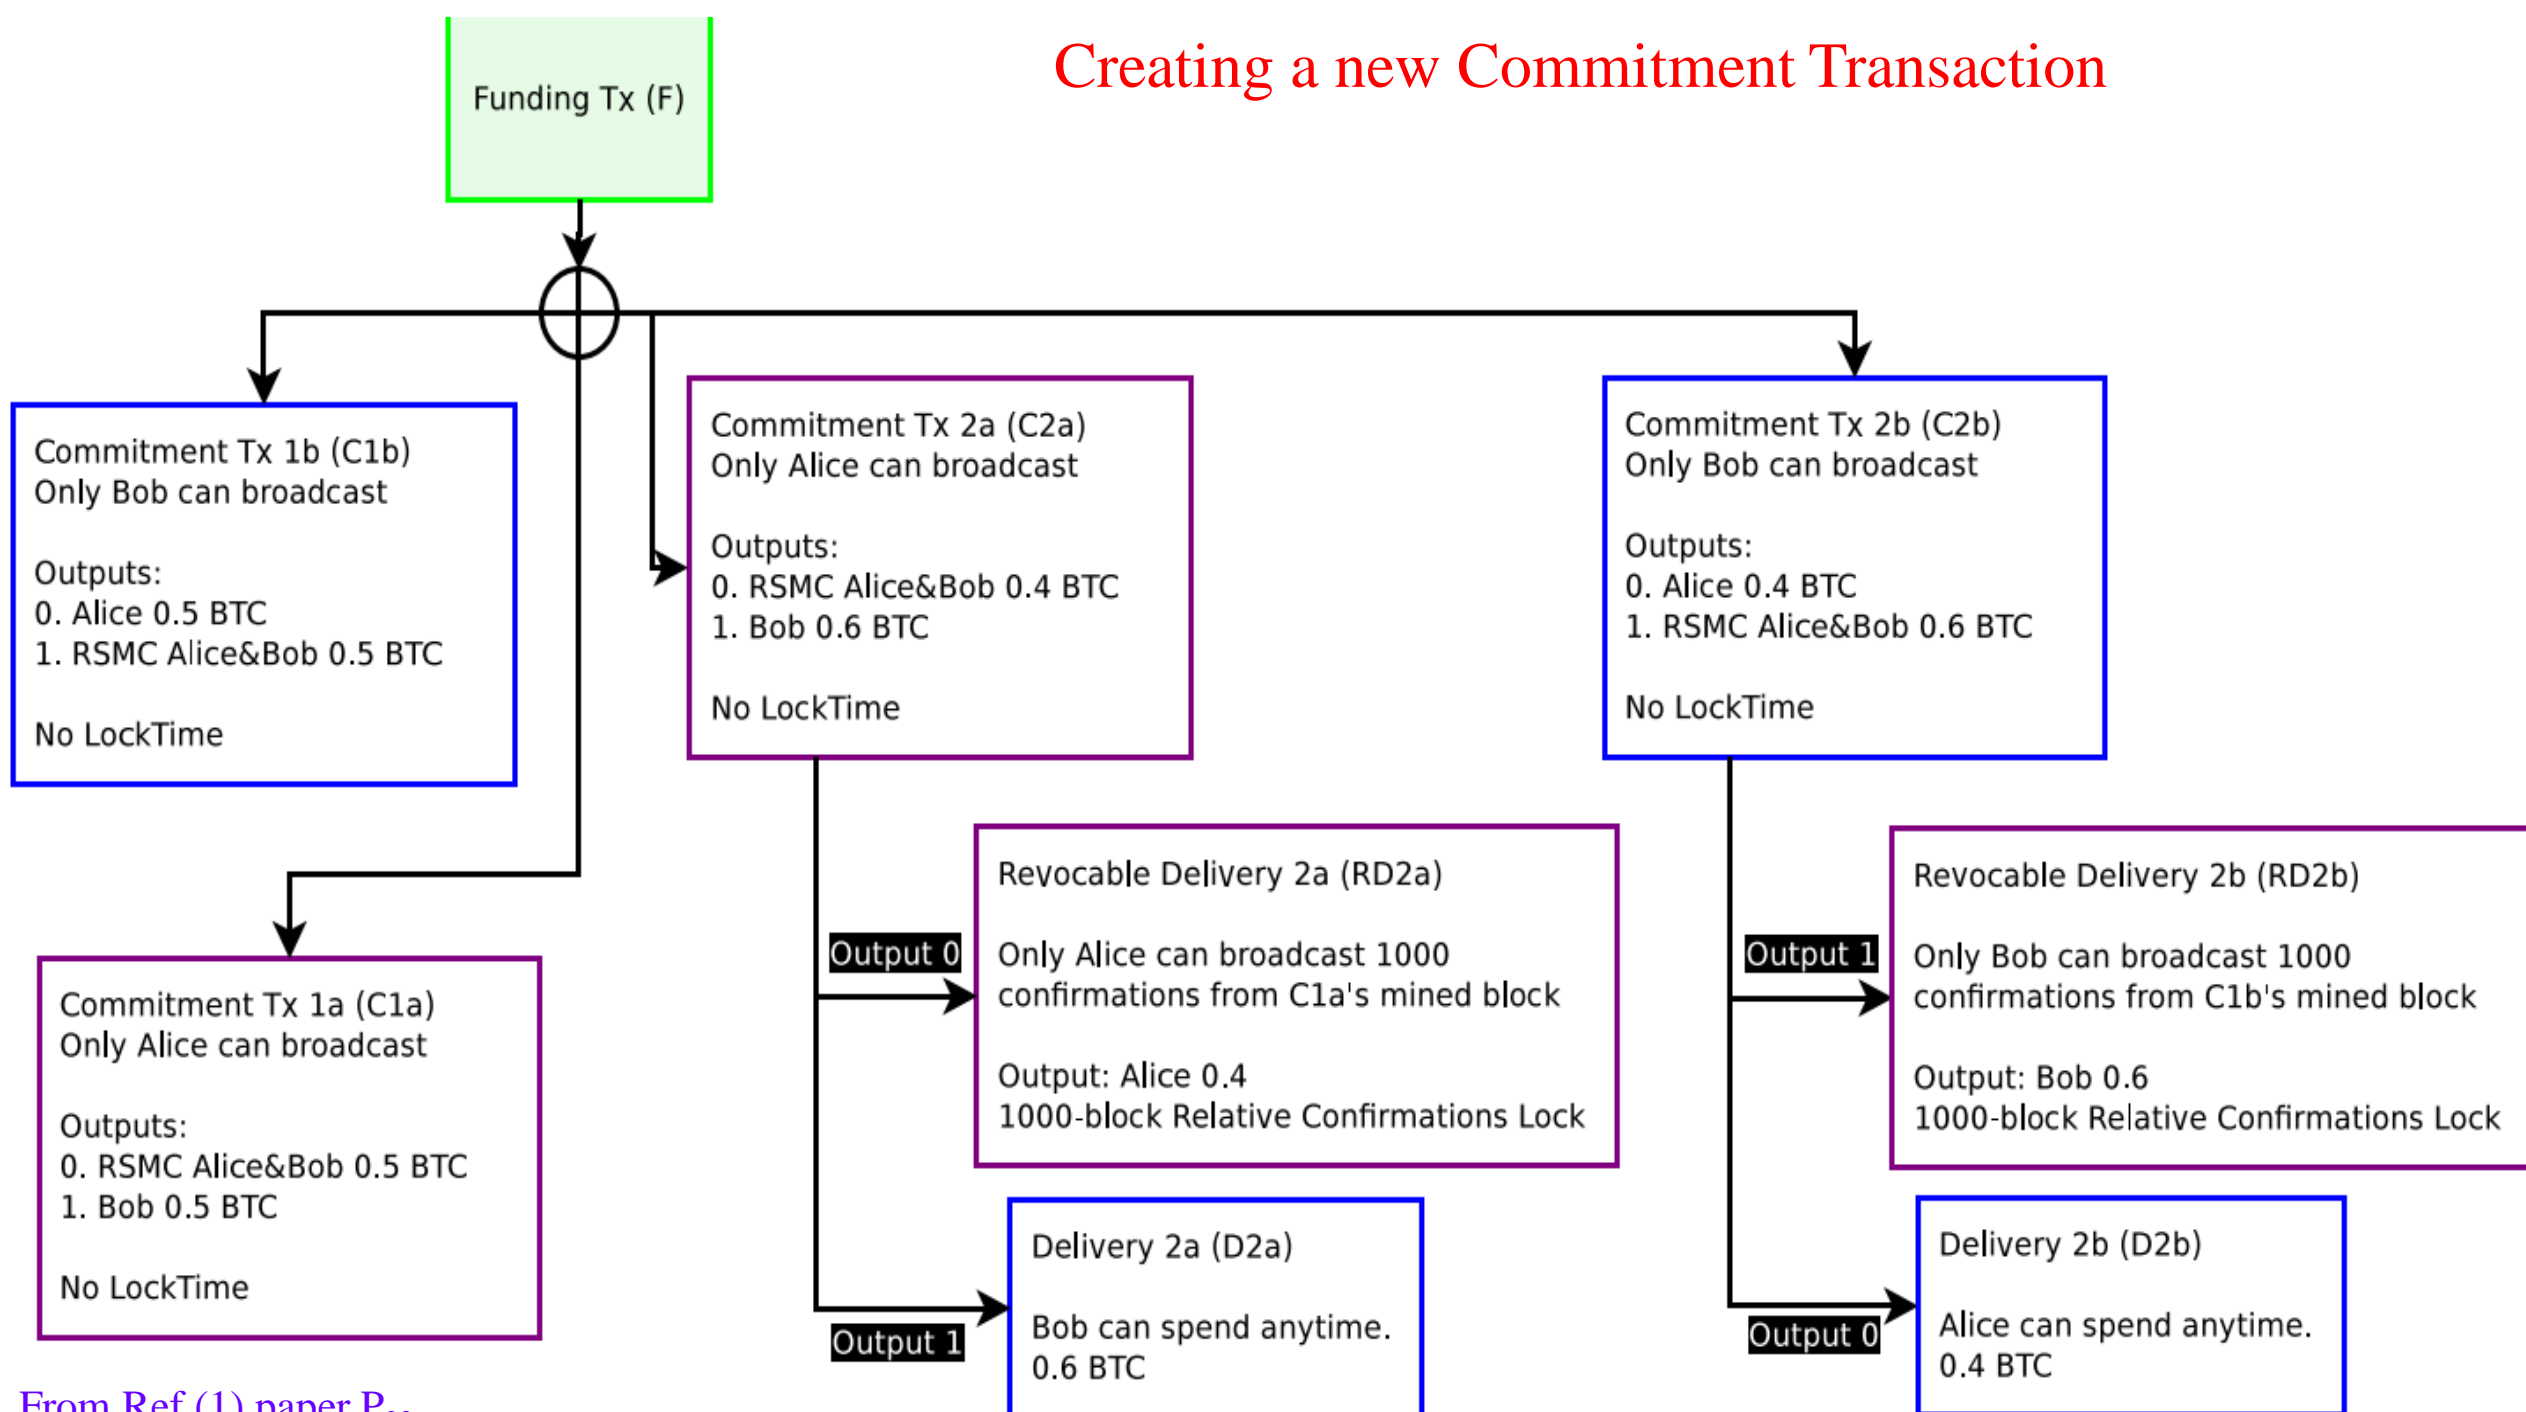 Creating a new Commitment Transaction
Funding Tx (F)
Commitment Tx 1b (C1b)
Only Bob can broadcast
Outputs:
0. Alice 0.5 BTC
1. RSMC Alice&Bob 0.5 BTC
No LockTime
Commitment Tx 2a (C2a)
Only Alice can broadcast
Outputs:
0. RSMC Alice&Bob 0.4 BTC
1. Bob 0.6 BTC
No LockTime
Commitment Tx 2b (C2b)
Only Bob can broadcast
Outputs:
0. Alice 0.4 BTC
1. RSMC Alice&Bob 0.6 BTC
No LockTime
Commitment Tx 1a (C1a)
Only Alice can broadcast
Outputs:
0. RSMC Alice&Bob 0.5 BTC
1. Bob 0.5 BTC
No LockTime
Output 0
Revocable Delivery 2a (RD2a)
Only Alice can broadcast 1000
confirmations from C1a's mined block
Output: Alice 0.4
1000-block Relative Confirmations Lock
Output 1
Delivery 2a (D2a)
Bob can spend anytime.
0.6 BTC
Output 1
Revocable Delivery 2b (RD2b)
Only Bob can broadcast 1000
confirmations from C1b's mined block
Output: Bob 0.6
1000-block Relative Confirmations Lock
Output 0
Delivery 2b (D2b)
Alice can spend anytime.
0.4 BTC
From Ref (1) paper